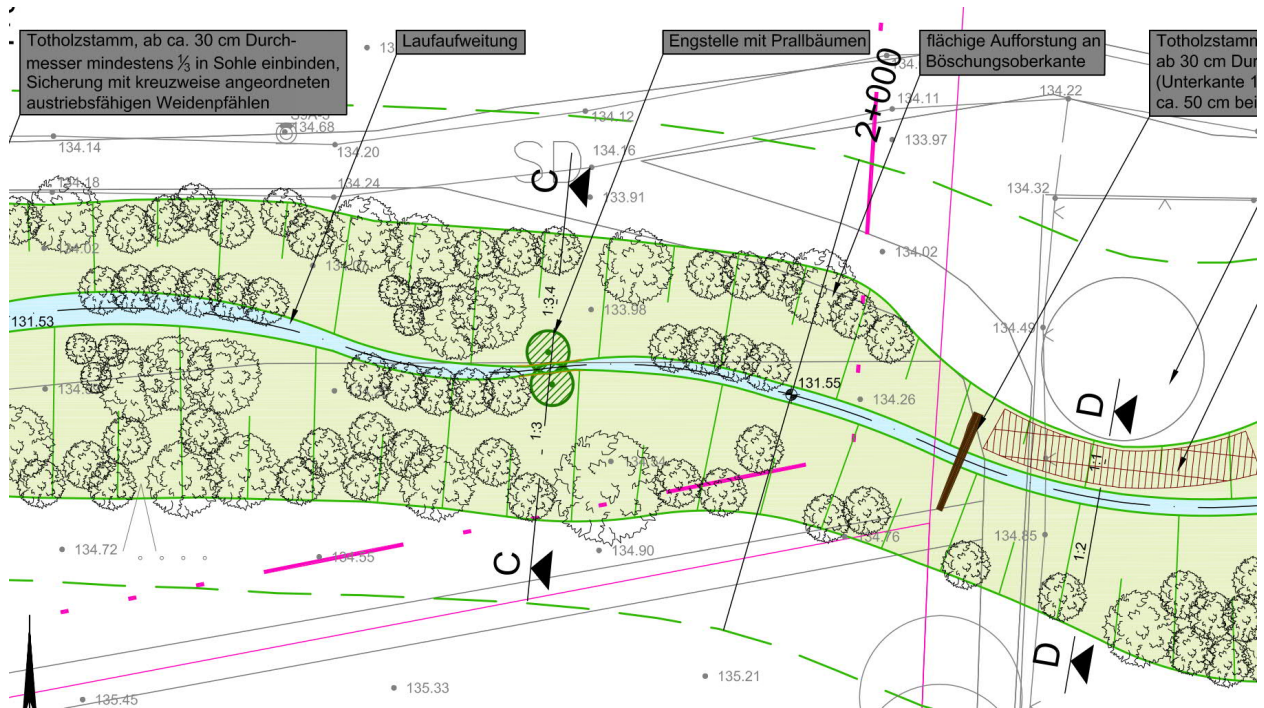 Totholzstamm, ab ca. 30 cm Durch-
messer mindestens ⅓ in Sohle einbinden,
Sicherung mit kreuzweise angeordneten
austriebsfähigen Weidenpfählen
Laufaufweitung
Engstelle mit Prallbäumen
flächige Aufforstung an
Böschungsoberkante
Totholzstamm
ab 30 cm Dur
(Unterkante 1
ca. 50 cm bei
2+000
134.11
134.22
134.12
134.68
134.14
134.20
134.16
133.97
SD
C
134.18
134.24
133.91
134.32
134.02
134.02
1:3.4
133.98
131.53
134.49
131.55
134.26
D
1:3
1:1
134.72
134.55
134.90
134.76
134.85
1:2
C
D
135.45
135.33
135.21